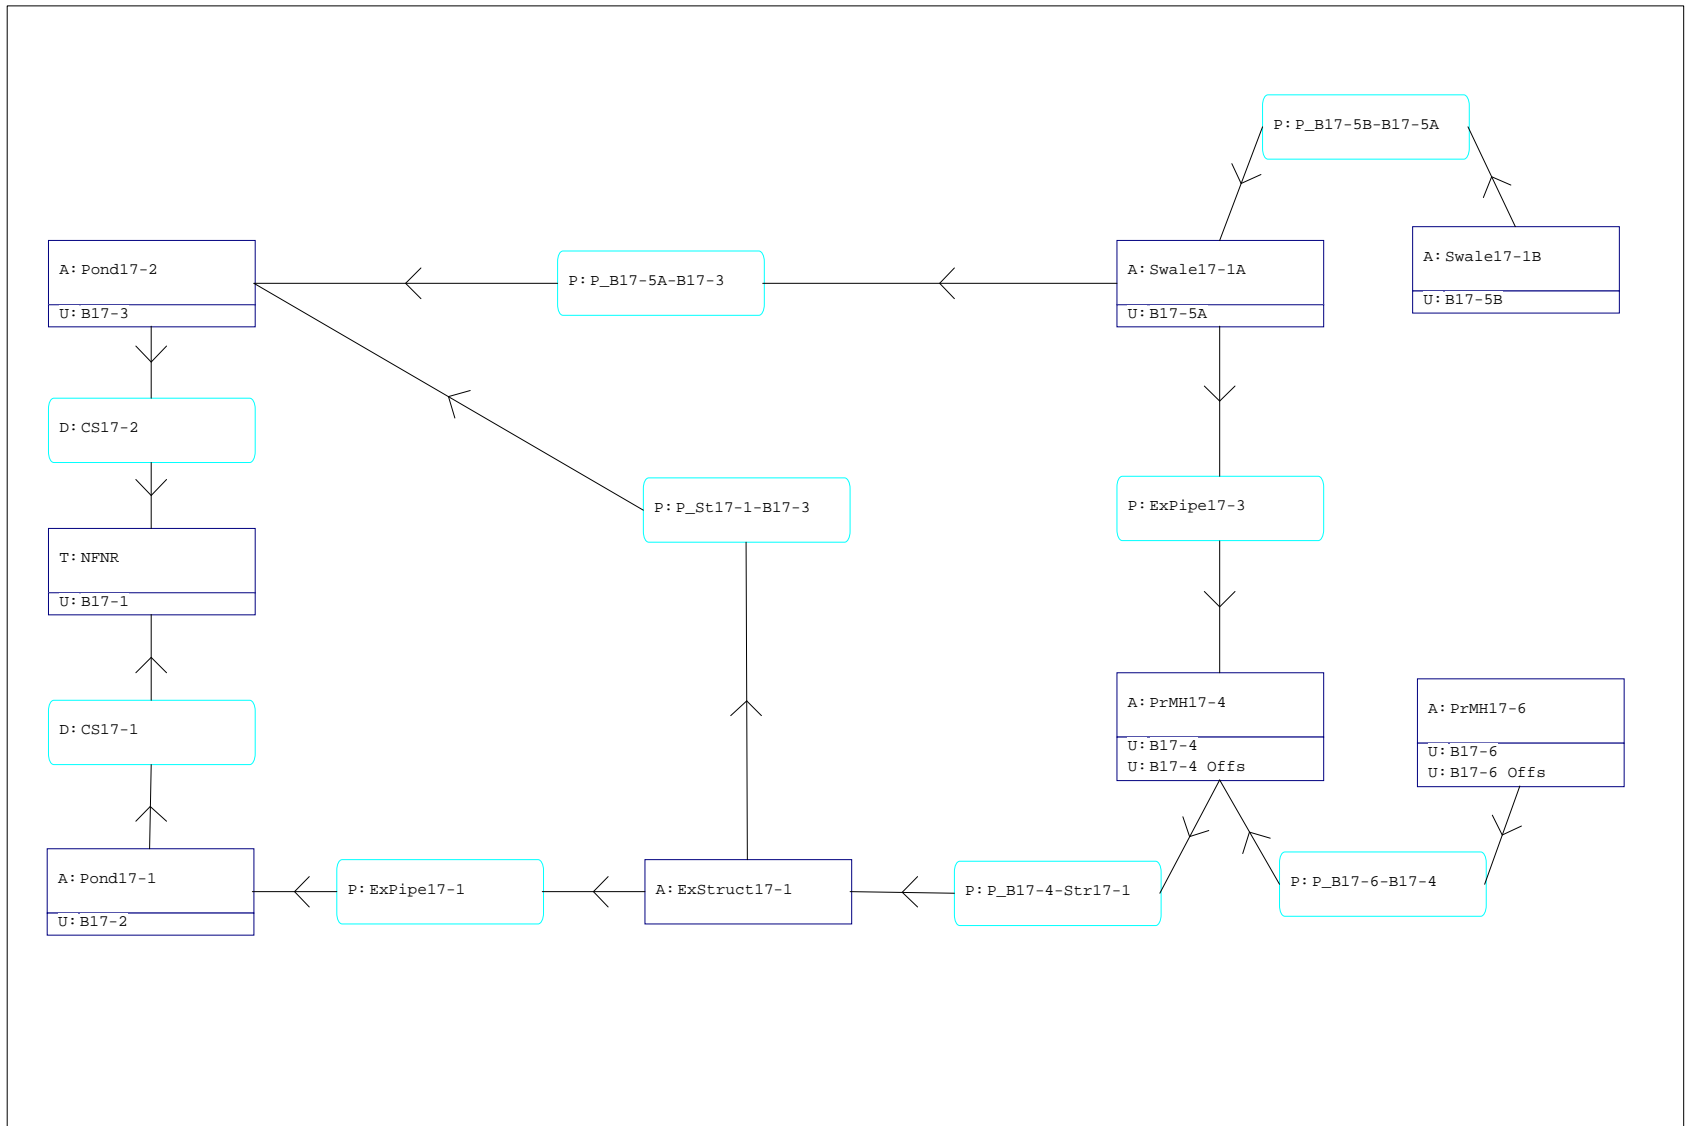 P: P_B17-5B-B17-5A
A: Pond17-2
U: B17-3
P: P_B17-5A-B17-3
A: Swale17-1A
U: B17-5A
A: Swale17-1B
U: B17-5B
D: CS17-2
P: P_St17-1-B17-3
P: ExPipe17-3
T: NFNR
U: B17-1
D: CS17-1
A: PrMH17-4
U: B17-4
U: B17-4 Offs
A: PrMH17-6
U: B17-6
U: B17-6 Offs
A: Pond17-1
U: B17-2
P: ExPipe17-1
A: ExStruct17-1
P: P_B17-4-Str17-1
P: P_B17-6-B17-4